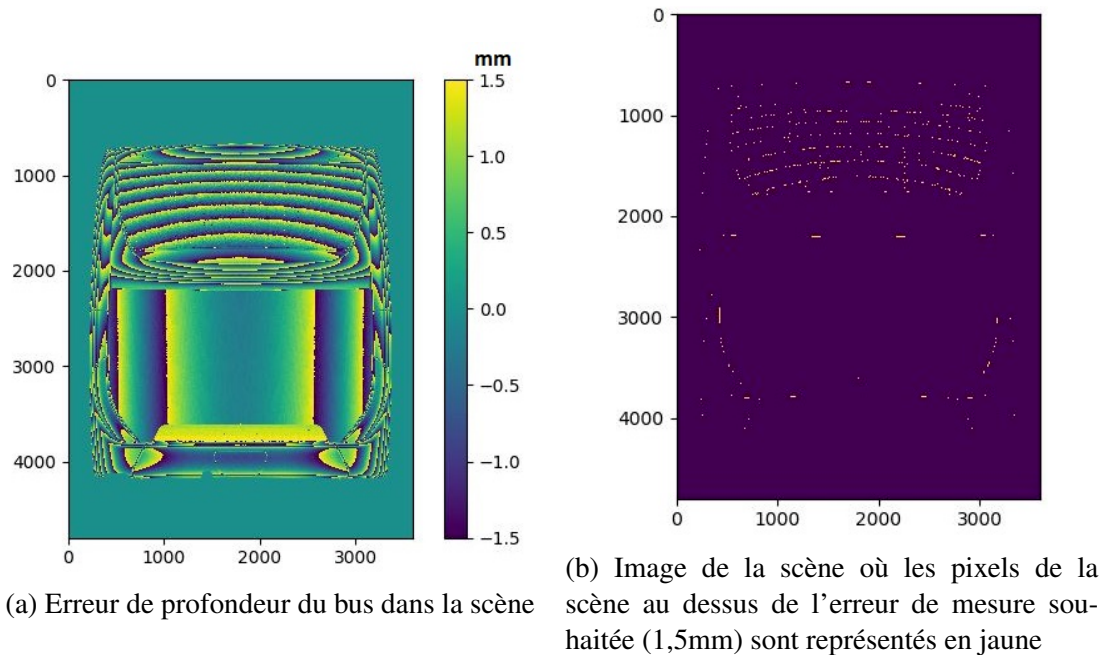 mm
0
1000
2000
3000
4000
0 1000 2000 3000
1.5
1.0
0.5
0.0
−0.5
−1.0
−1.5
(a) Erreur de profondeur du bus dans la scène
0
1000
2000
3000
4000
0 1000 2000 3000
(b) Image de la scène où les pixels de la
scène au dessus de l'erreur de mesure sou-
haitée (1,5mm) sont représentés en jaune